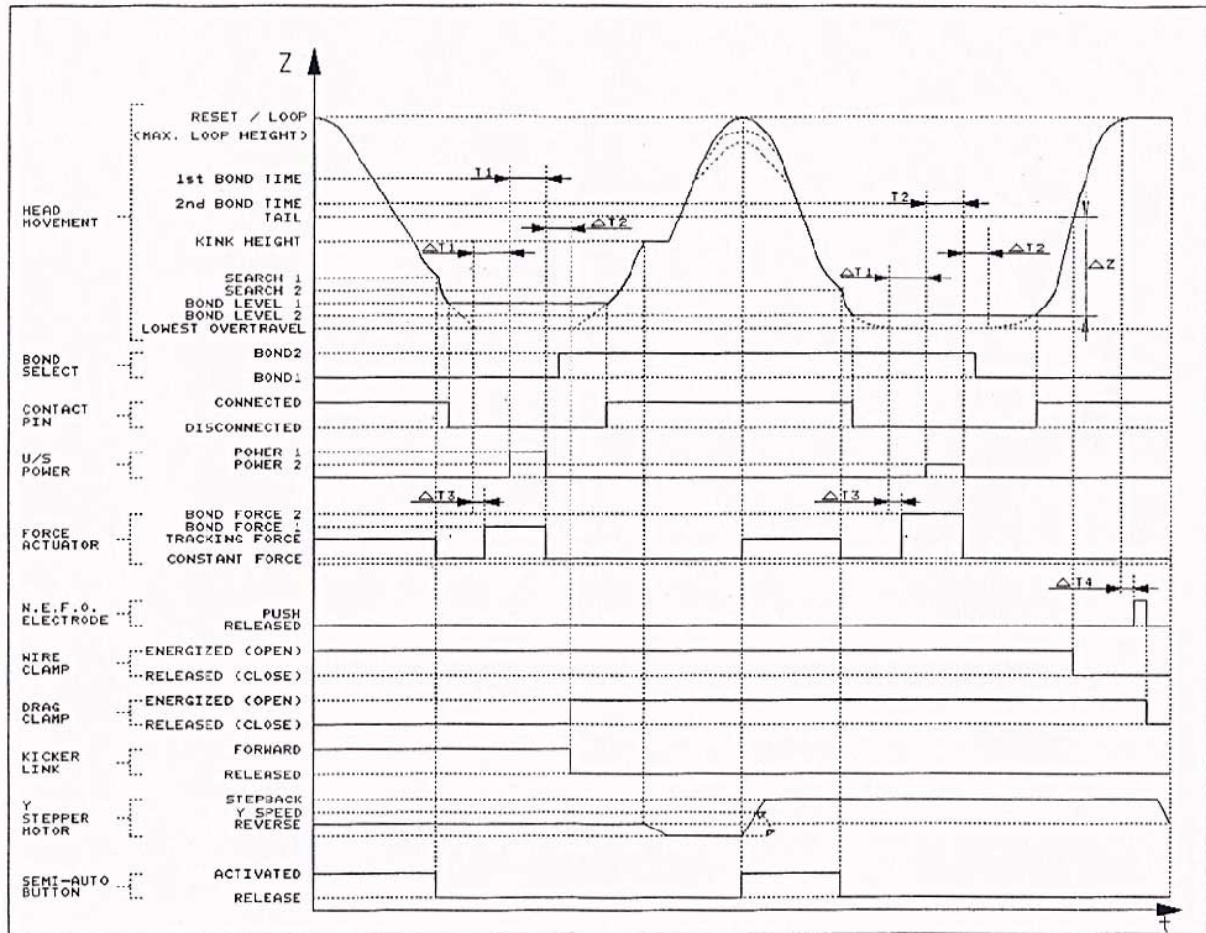 Z
RESET / LOOP
(MAX. LOOP HEIGHT)
1st BOND TIME
2nd BOND TIME
TAIL
KINK HEIGHT
SEARCH 1
SEARCH 2
BOND LEVEL 1
BOND LEVEL 2
LOWEST OVERTRAVEL
HEAD
MOVEMENT
T1
△T2
△T1
T2
△T2
△T1
△Z
BOND
SELECT
BOND2
BOND1
CONTACT
PIN
CONNECTED
DISCONNECTED
U/S
POWER
POWER 1
POWER 2
△T3
△T3
FORCE
ACTUATOR
BOND FORCE 2
BOND FORCE 1
TRACKING FORCE
CONSTANT FORCE
△T4
N.E.F.O.
ELECTRODE
PUSH
RELEASED
WIRE
CLAMP
ENERGIZED (OPEN)
RELEASED (CLOSE)
DRAG
CLAMP
ENERGIZED (OPEN)
RELEASED (CLOSE)
KICKER
LINK
FORWARD
RELEASED
Y
STEPPER
MOTOR
STEPBACK
Y SPEED
REVERSE
SEMI-AUTO
BUTTON
ACTIVATED
RELEASE
t